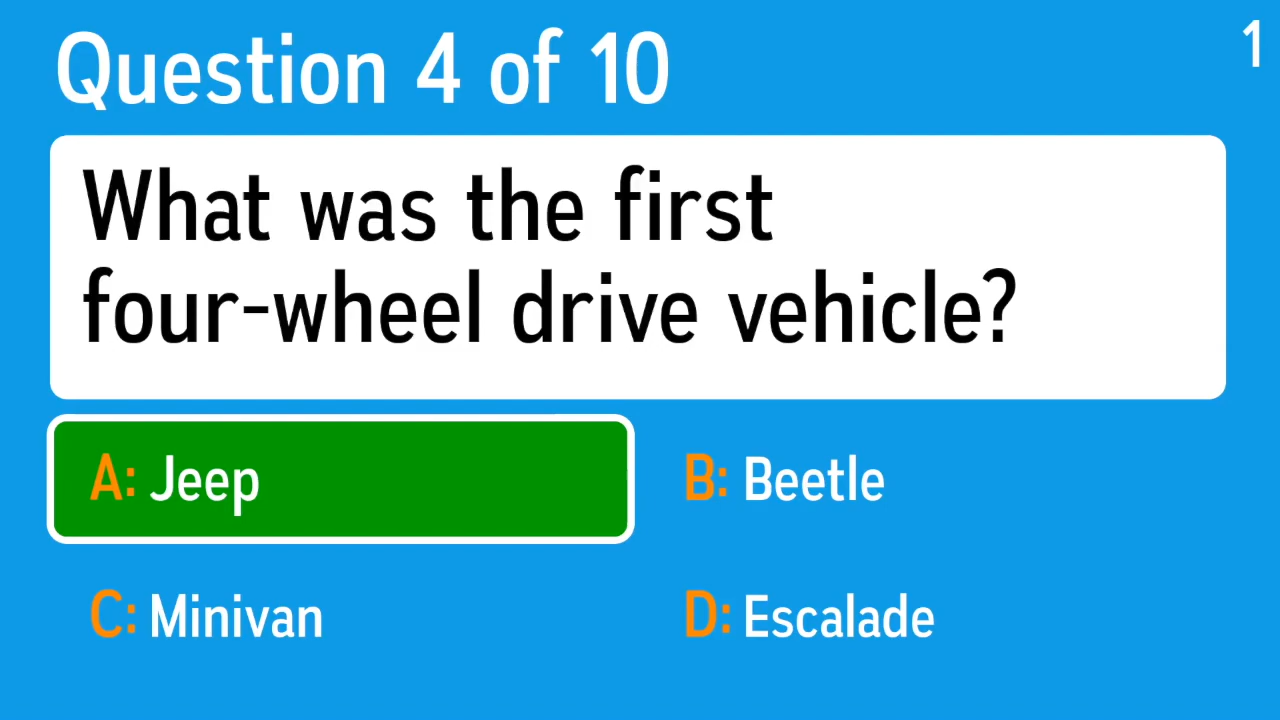 Question 4 of 10
1
What was the first
four-wheel drive vehicle?
A: Jeep
B: Beetle
C: Minivan
D: Escalade